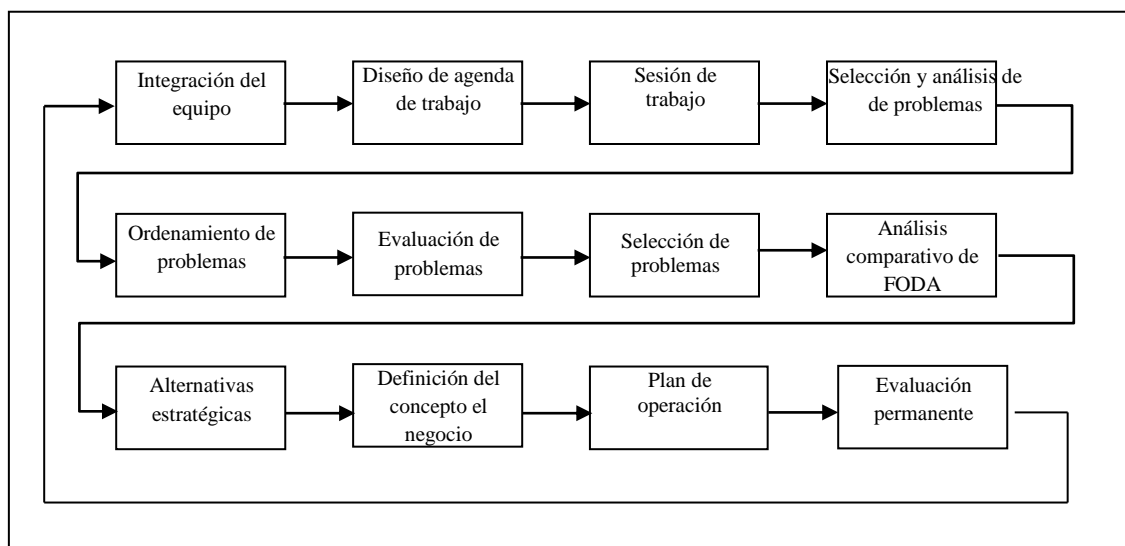 Integración del
equipo
Diseño de agenda
de trabajo
Sesión de
trabajo
Selección y análisis de
de problemas
Ordenamiento de
problemas
Evaluación de
problemas
Selección de
problemas
Análisis
comparativo de
FODA
Alternativas
estratégicas
Definición del
concepto el
negocio
Plan de
operación
Evaluación
permanente